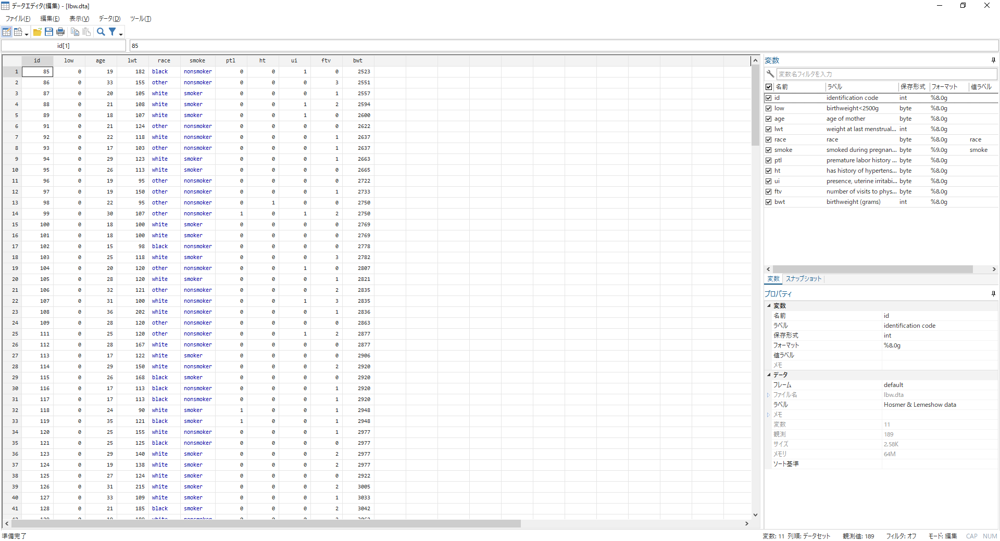 データエディタ(編集) - [lbw.dta]
ファイル(F) 編集(E) 表示(V) データ(D) ツール(T)
id[1] 85
id low age lwt race smoke ptl ht ui ftv bwt
1 85 0 19 182 black nonsmoker 0 0 1 0 2523
2 86 0 33 155 other nonsmoker 0 0 0 3 2551
3 87 0 20 105 white smoker 0 0 0 1 2557
4 88 0 21 108 white smoker 0 0 1 2 2594
5 89 0 18 107 white smoker 0 0 1 0 2600
6 91 0 21 124 other nonsmoker 0 0 0 0 2622
7 92 0 22 118 white nonsmoker 0 0 0 1 2637
8 93 0 17 103 other nonsmoker 0 0 0 1 2637
9 94 0 29 123 white smoker 0 0 0 1 2663
10 95 0 26 113 white smoker 0 0 0 0 2665
11 96 0 19 95 other nonsmoker 0 0 0 0 2722
12 97 0 19 150 other nonsmoker 0 0 0 1 2733
13 98 0 22 95 other nonsmoker 0 1 0 0 2750
14 99 0 30 107 other nonsmoker 1 0 1 2 2750
15 100 0 18 100 white smoker 0 0 0 0 2769
16 101 0 18 100 white smoker 0 0 0 0 2769
17 102 0 15 98 black nonsmoker 0 0 0 0 2778
18 103 0 25 118 white smoker 0 0 0 3 2782
19 104 0 20 120 other nonsmoker 0 0 1 0 2807
20 105 0 28 120 white smoker 0 0 0 1 2821
21 106 0 32 121 other nonsmoker 0 0 0 2 2835
22 107 0 31 100 white nonsmoker 0 0 1 3 2835
23 108 0 36 202 white nonsmoker 0 0 0 1 2836
24 109 0 28 120 other nonsmoker 0 0 0 0 2863
25 111 0 25 120 other nonsmoker 0 0 1 2 2877
26 112 0 28 167 white nonsmoker 0 0 0 0 2877
27 113 0 17 122 white smoker 0 0 0 0 2906
28 114 0 29 150 white nonsmoker 0 0 0 2 2920
29 115 0 26 168 black smoker 0 0 0 0 2920
30 116 0 17 113 black nonsmoker 0 0 0 1 2920
31 117 0 17 113 black nonsmoker 0 0 0 1 2920
32 118 0 24 90 white smoker 1 0 0 1 2948
33 119 0 35 121 black smoker 1 0 0 1 2948
34 120 0 25 155 white nonsmoker 0 0 0 1 2977
35 121 0 25 125 black nonsmoker 0 0 0 0 2977
36 123 0 29 140 white smoker 0 0 0 2 2977
37 124 0 19 138 white smoker 0 0 0 2 2977
38 125 0 27 124 white smoker 0 0 0 0 2922
39 126 0 31 215 white smoker 0 0 0 2 3005
40 127 0 33 109 white smoker 0 0 0 1 3033
41 128 0 21 185 black smoker 0 0 0 2 3042
42 129 0 19 189 white nonsmoker 0 0 0 2 3062
変数
変数名フィルタを入力
名前 ラベル 保存形式 フォーマット 値ラベル
id identification code int %8.0g
low birthweight<2500g byte %8.0g
age age of mother byte %8.0g
lwt weight at last menstrual... int %8.0g
race race byte %8.0g race
smoke smoked during pregnan... byte %9.0g smoke
ptl premature labor history ... byte %8.0g
ht has history of hypertens... byte %8.0g
ui presence, uterine irritabi... byte %8.0g
ftv number of visits to phys... byte %8.0g
bwt birthweight (grams) int %8.0g
変数 スナップショット
プロパティ
変数
名前 id
ラベル identification code
保存形式 int
フォーマット %8.0g
値ラベル
メモ
データ
フレーム default
ファイル名 lbw.dta
ラベル Hosmer & Lemeshow data
メモ
変数 11
観測 189
サイズ 2.58K
メモリ 64M
ソート基準
準備完了 変数: 11 列順: データセット 観測値: 189 フィルタ: オフ モード: 編集 CAP NUM